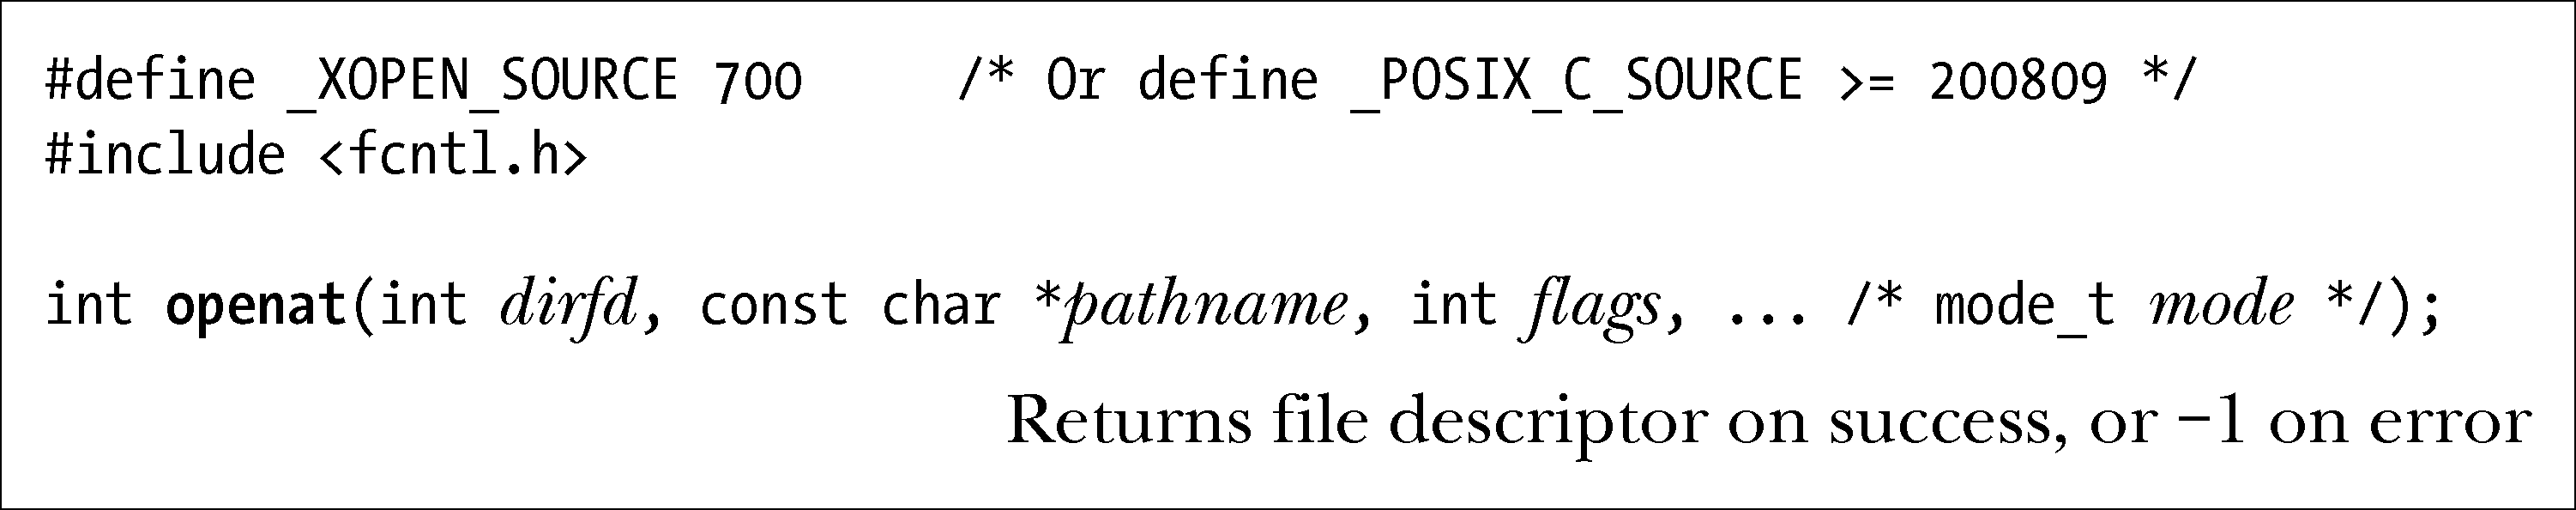 #define _XOPEN_SOURCE 700 /* Or define _POSIX_C_SOURCE >= 200809 */
#include <fcntl.h>
int openat(int dirfd, const char *pathname, int flags, ... /* mode_t mode */);
Returns file descriptor on success, or –1 on error